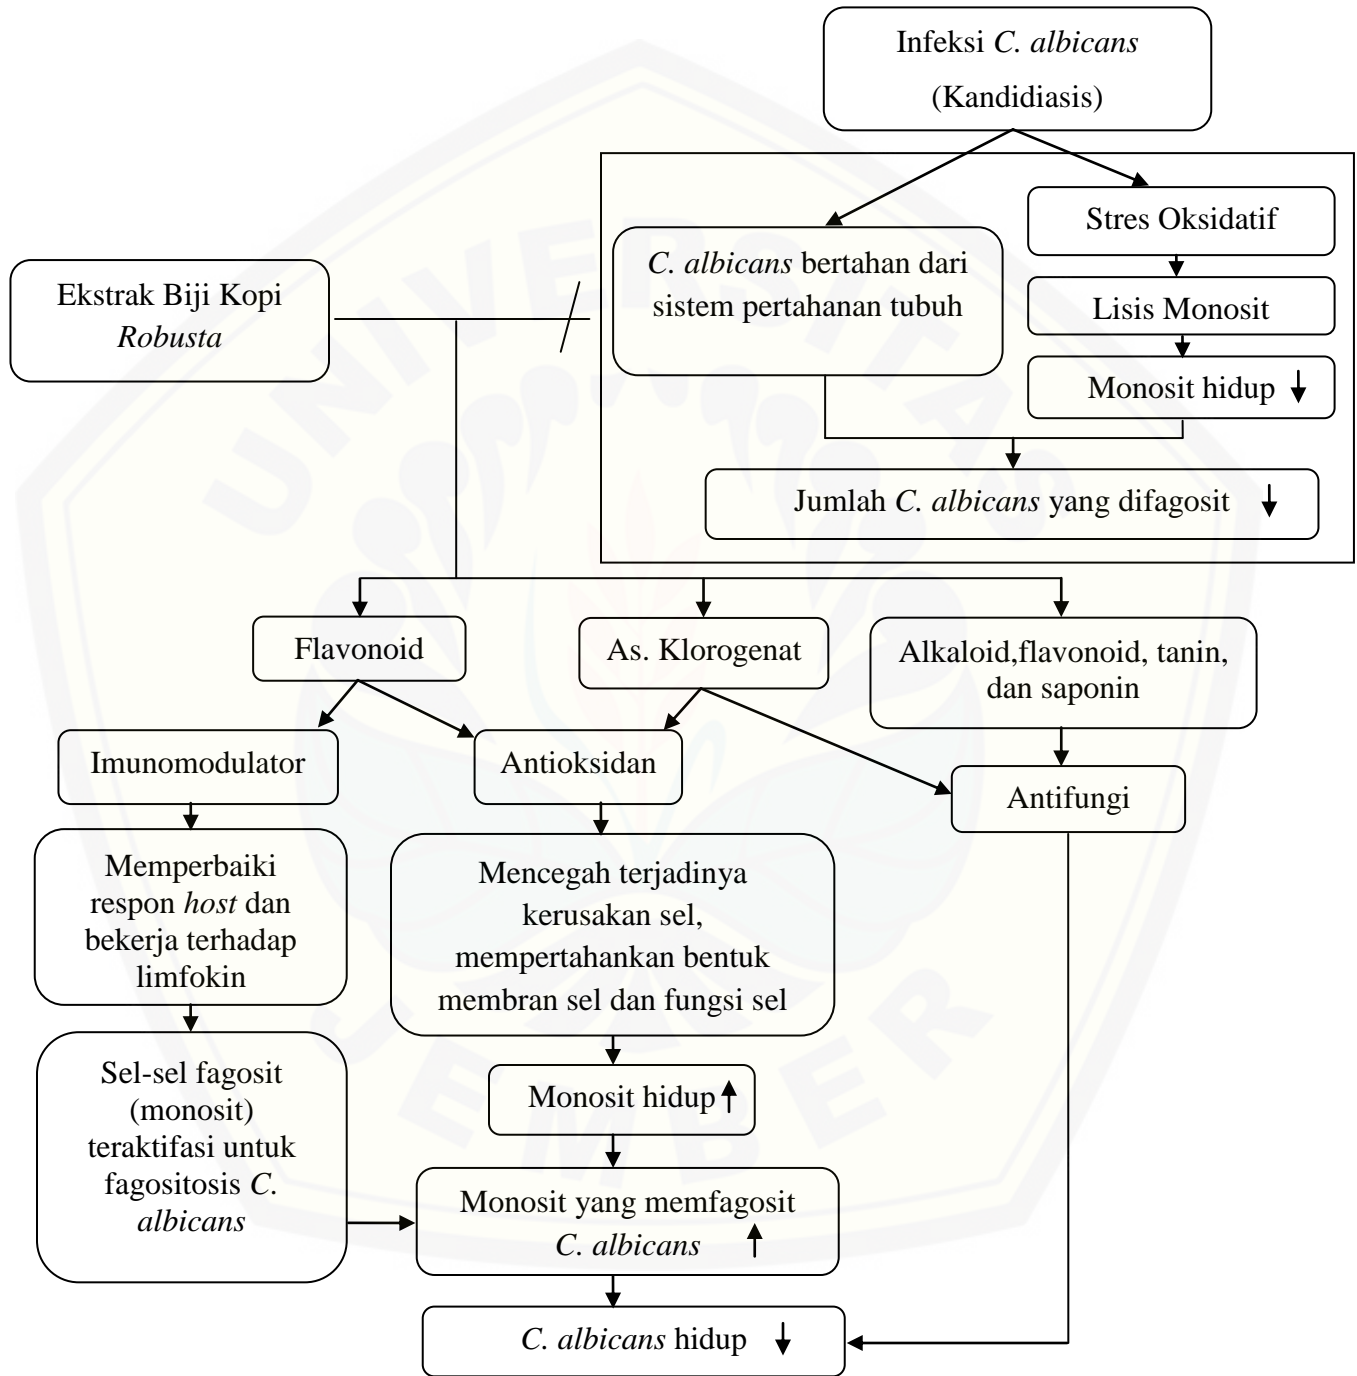 Infeksi C. albicans
(Kandidiasis)
Stres Oksidatif
C. albicans bertahan dari
sistem pertahanan tubuh
Ekstrak Biji Kopi
Robusta
Lisis Monosit
Monosit hidup ↓
Jumlah C. albicans yang difagosit ↓
Flavonoid
As. Klorogenat
Alkaloid,flavonoid, tanin,
dan saponin
Imunomodulator
Antioksidan
Antifungi
Memperbaiki
respon host dan
bekerja terhadap
limfokin
Mencegah terjadinya
kerusakan sel,
mempertahankan bentuk
membran sel dan fungsi sel
Sel-sel fagosit
(monosit)
teraktifasi untuk
fagositosis C.
albicans
Monosit hidup ↑
Monosit yang memfagosit
C. albicans ↑
C. albicans hidup ↓
UNIVERSITAS
JEMBER